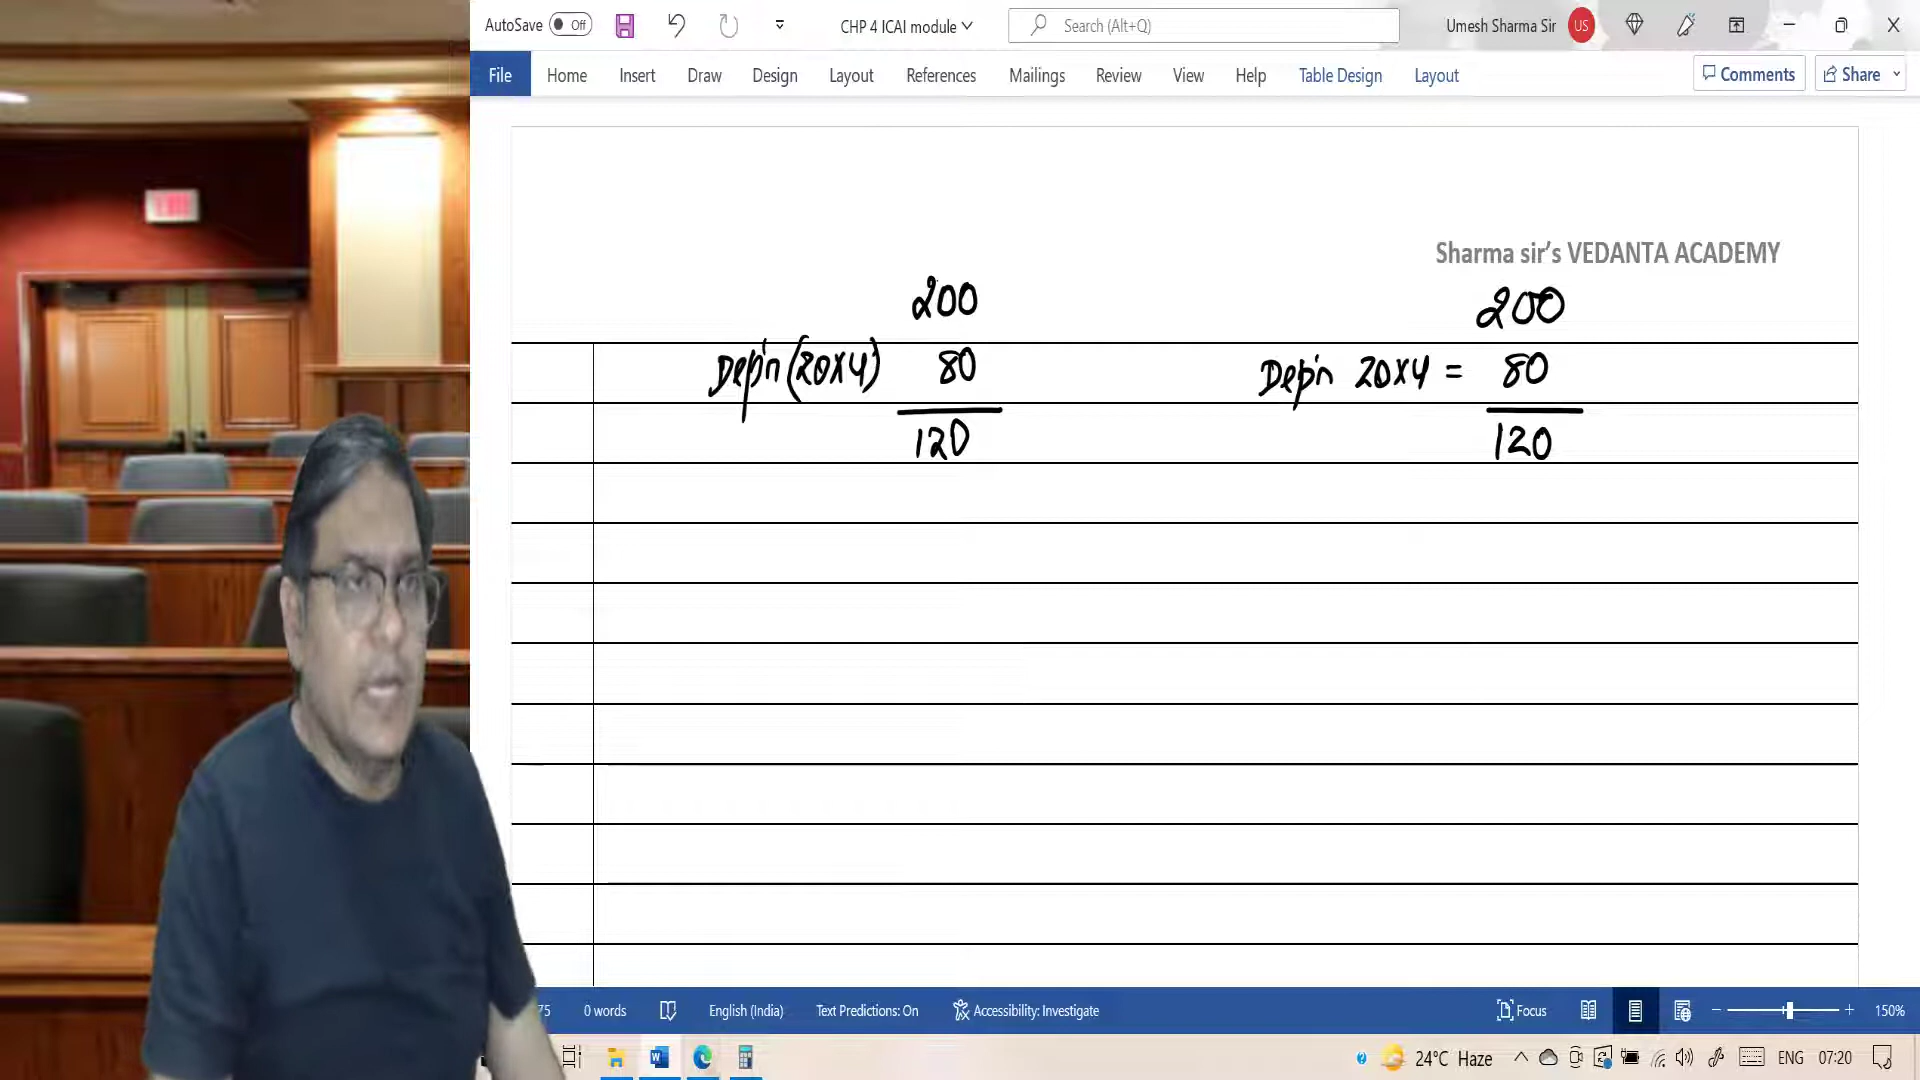 AutoSave Off CHP 4 ICAI module Search (Alt+Q) Umesh Sharma Sir US
File Home Insert Draw Design Layout References Mailings Review View Help Table Design Layout Comments Share
Sharma sir's VEDANTA ACADEMY
200 200
Dep'n (20x4) 80 Dep'n 20x4 = 80
120 120
75 0 words English (India) Text Predictions: On Accessibility: Investigate Focus 150%
24°C Haze ENG 07:20